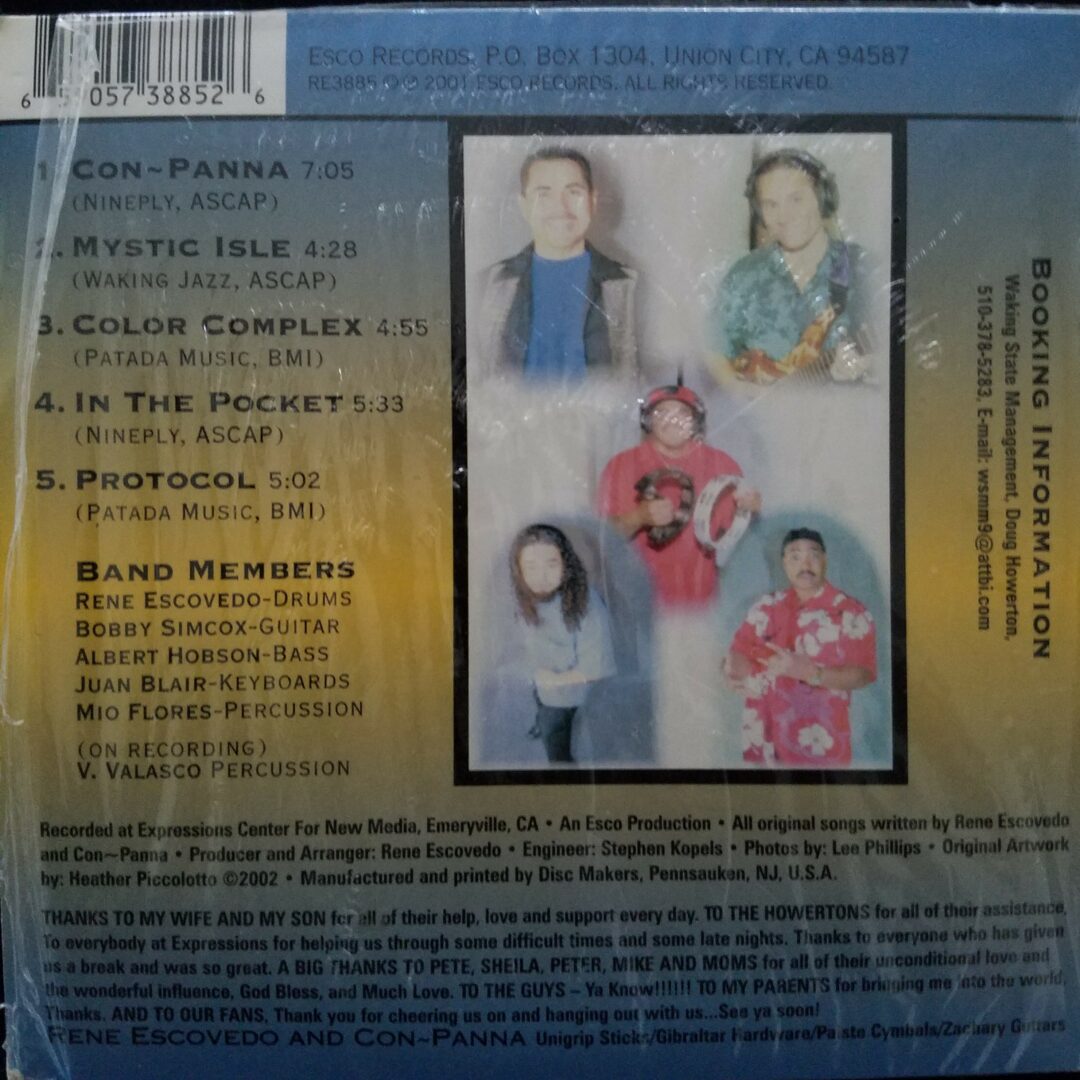 6 51057 38852 6
ESCO RECORDS, P.O. BOX 1304, UNION CITY, CA 94587
RE3885 ©℗ 2001 ESCO RECORDS. ALL RIGHTS RESERVED.
1. CON~PANNA 7:05
(NINEPLY, ASCAP)
2. MYSTIC ISLE 4:28
(WAKING JAZZ, ASCAP)
3. COLOR COMPLEX 4:55
(PATADA MUSIC, BMI)
4. IN THE POCKET 5:33
(NINEPLY, ASCAP)
5. PROTOCOL 5:02
(PATADA MUSIC, BMI)
BAND MEMBERS
RENE ESCOVEDO-DRUMS
BOBBY SIMCOX-GUITAR
ALBERT HOBSON-BASS
JUAN BLAIR-KEYBOARDS
MIO FLORES-PERCUSSION
(ON RECORDING)
V. VALASCO PERCUSSION
BOOKING INFORMATION
Waking State Management, Doug Howerton,
510-378-5283. E-mail: wsmm9@attbi.com
Recorded at Expressions Center For New Media, Emeryville, CA • An Esco Production • All original songs written by Rene Escovedo
and Con~Panna • Producer and Arranger: Rene Escovedo • Engineer: Stephen Kopels • Photos by: Lee Phillips • Original Artwork
by: Heather Piccolotto ©2002 • Manufactured and printed by Disc Makers, Pennsauken, NJ, U.S.A.
THANKS TO MY WIFE AND MY SON for all of their help, love and support every day. TO THE HOWERTONS for all of their assistance,
To everybody at Expressions for helping us through some difficult times and some late nights. Thanks to everyone who has given
us a break and was so great. A BIG THANKS TO PETE, SHEILA, PETER, MIKE AND MOMS for all of their unconditional love and
the wonderful influence, God Bless, and Much Love. TO THE GUYS – Ya Know!!!!!! TO MY PARENTS for bringing me into the world,
Thanks. AND TO OUR FANS, Thank you for cheering us on and hanging out with us...See ya soon!
RENE ESCOVEDO AND CON~PANNA Unigrip Sticks/Gibraltar Hardware/Paiste Cymbals/Zachary Guitars